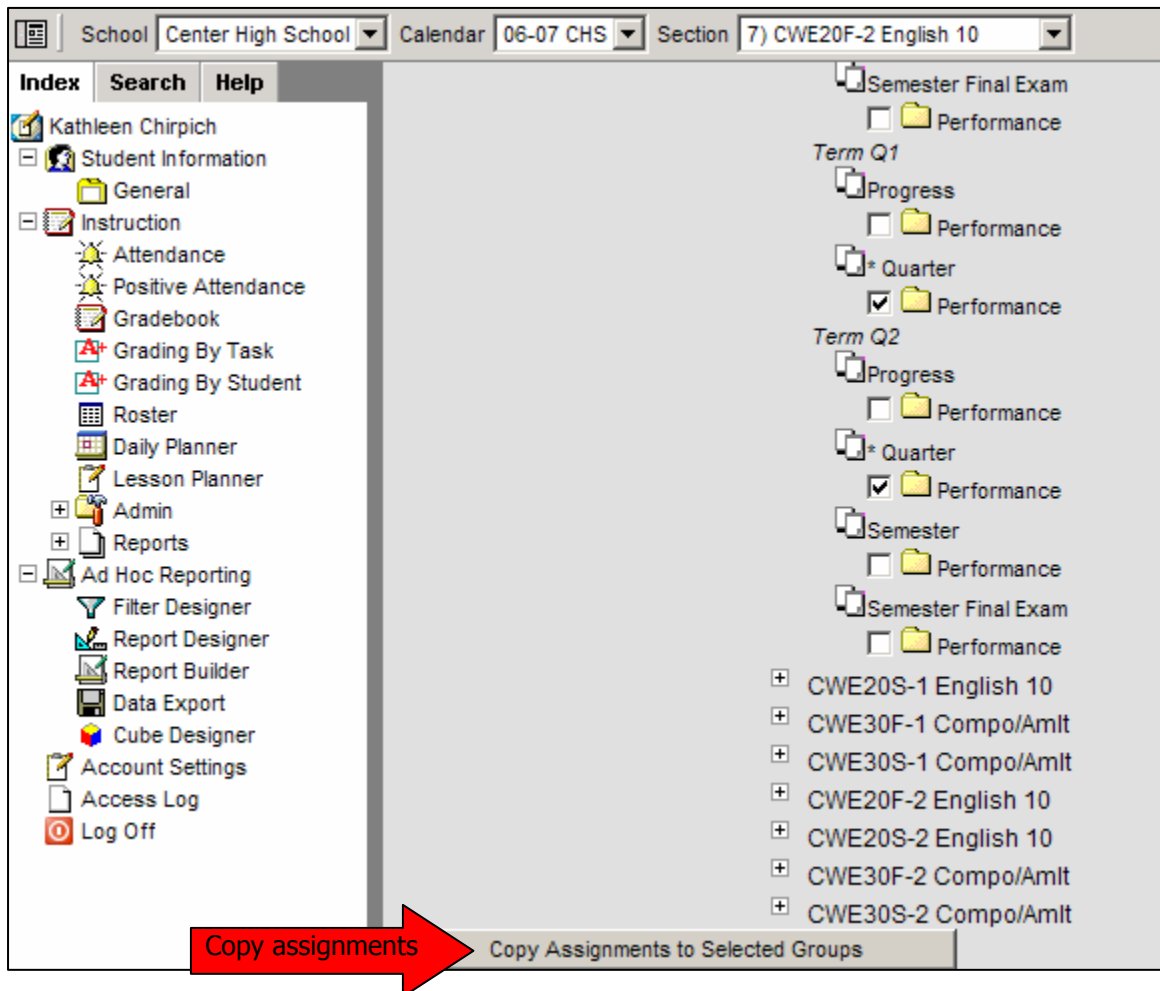 School Center High School Calendar 06-07 CHS Section 7) CWE20F-2 English 10
Index Search Help
Kathleen Chirpich
Student Information
General
Instruction
Attendance
Positive Attendance
Gradebook
Grading By Task
Grading By Student
Roster
Daily Planner
Lesson Planner
Admin
Reports
Ad Hoc Reporting
Filter Designer
Report Designer
Report Builder
Data Export
Cube Designer
Account Settings
Access Log
Log Off
Semester Final Exam
Performance
Term Q1
Progress
Performance
* Quarter
Performance
Term Q2
Progress
Performance
* Quarter
Performance
Semester
Performance
Semester Final Exam
Performance
CWE20S-1 English 10
CWE30F-1 Compo/Amlt
CWE30S-1 Compo/Amlt
CWE20F-2 English 10
CWE20S-2 English 10
CWE30F-2 Compo/Amlt
CWE30S-2 Compo/Amlt
Copy assignments
Copy Assignments to Selected Groups